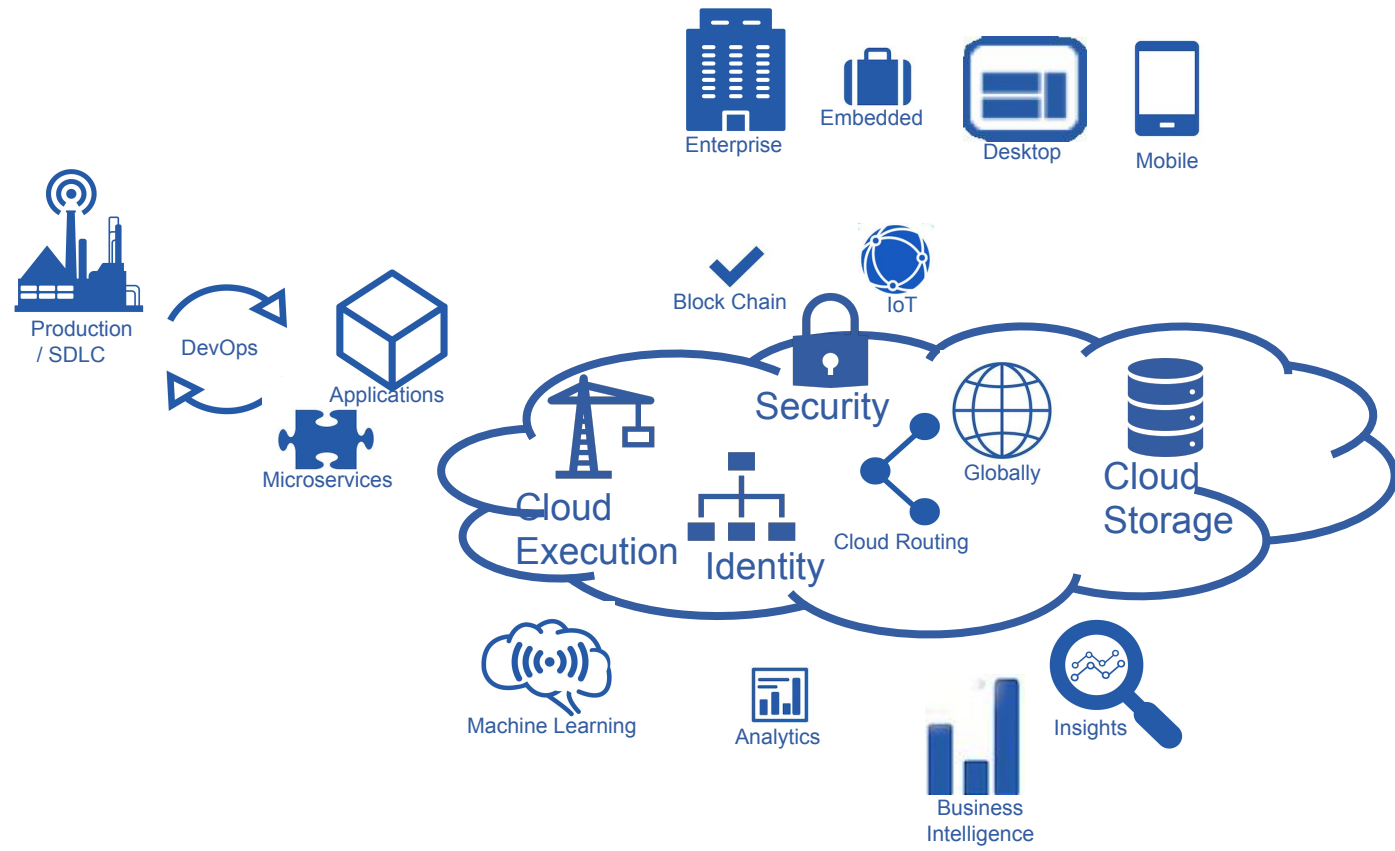 Enterprise
Embedded
Desktop
Mobile
Production
/ SDLC
DevOps
Applications
Microservices
Block Chain
IoT
Security
Globally
Cloud
Storage
Cloud
Execution
Identity
Cloud Routing
Machine Learning
Analytics
Insights
Business
Intelligence